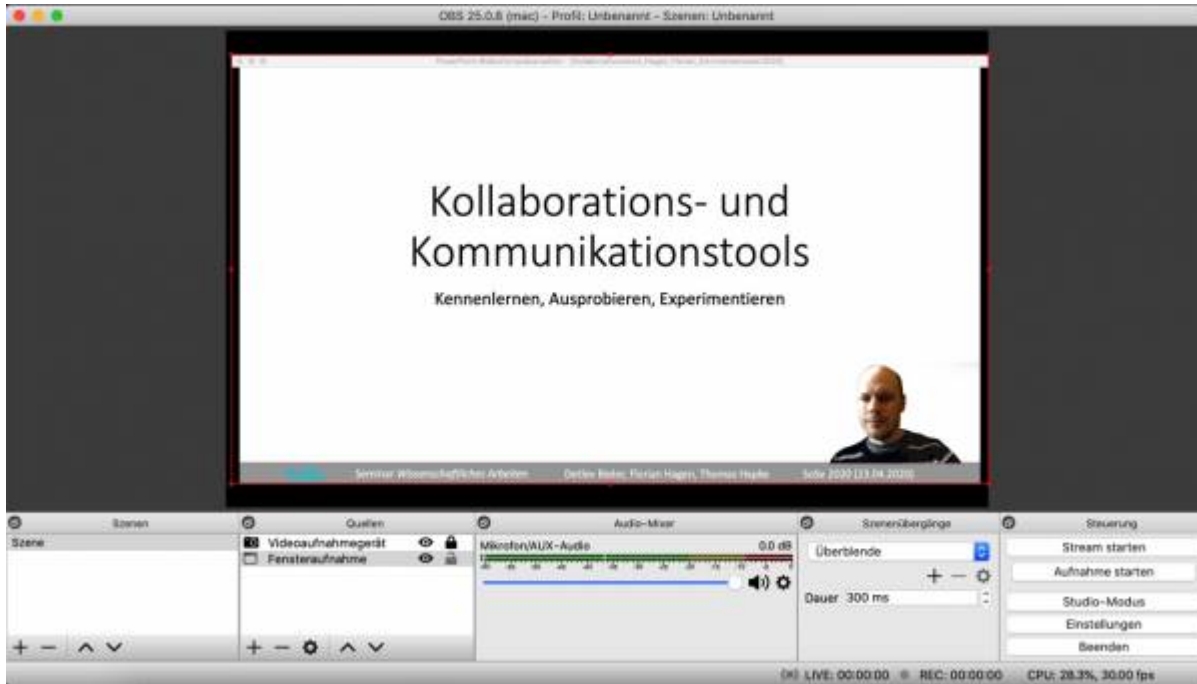 OBS 25.0.8 (mac) - Profil: Unbenannt - Szenen: Unbenannt
Kollaborations- und
Kommunikationstools
Kennenlernen, Ausprobieren, Experimentieren
Seminar Wissenschaftliches Arbeiten Florian Hagen, Thomas Hapke SoSe 2020 (23.04.2020)
Szenen Quellen Audio-Mixer Szenenübergänge Steuerung
Szene Videoaufnahmegerät Mikrofon/AUX-Audio 0.0 dB Überblende Stream starten
Fensteraufnahme Aufnahme starten
Dauer 300 ms Studio-Modus
Einstellungen
Beenden
LIVE: 00:00:00 REC: 00:00:00 CPU: 28.3%, 30.00 fps